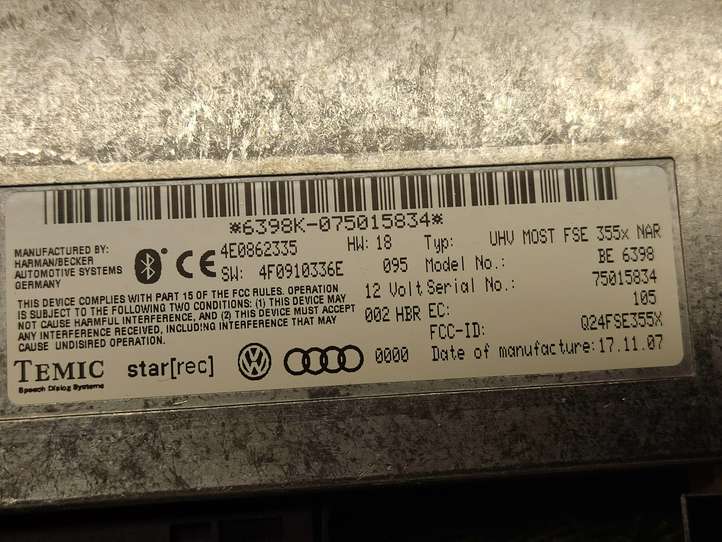 *6398K-075015834*
MANUFACTURED BY:
HARMAN/BECKER
AUTOMOTIVE SYSTEMS
GERMANY
CE
4E0862335 HW: 18
SW: 4F0910336E 095
Typ: UHV MOST FSE 355x NAR
Model No.: BE 6398
12 Volt Serial No.: 75015834
002 HBR EC: 105
FCC-ID: Q24FSE355X
THIS DEVICE COMPLIES WITH PART 15 OF THE FCC RULES. OPERATION
IS SUBJECT TO THE FOLLOWING TWO CONDITIONS: (1) THIS DEVICE MAY
NOT CAUSE HARMFUL INTERFERENCE, AND (2) THIS DEVICE MUST ACCEPT
ANY INTERFERENCE RECEIVED, INCLUDING INTERFERENCE THAT MAY
CAUSE UNDISIRED OPERATION.
TEMIC
Speech Dialog Systems
star[rec]
VW
0000 Date of manufacture: 17.11.07